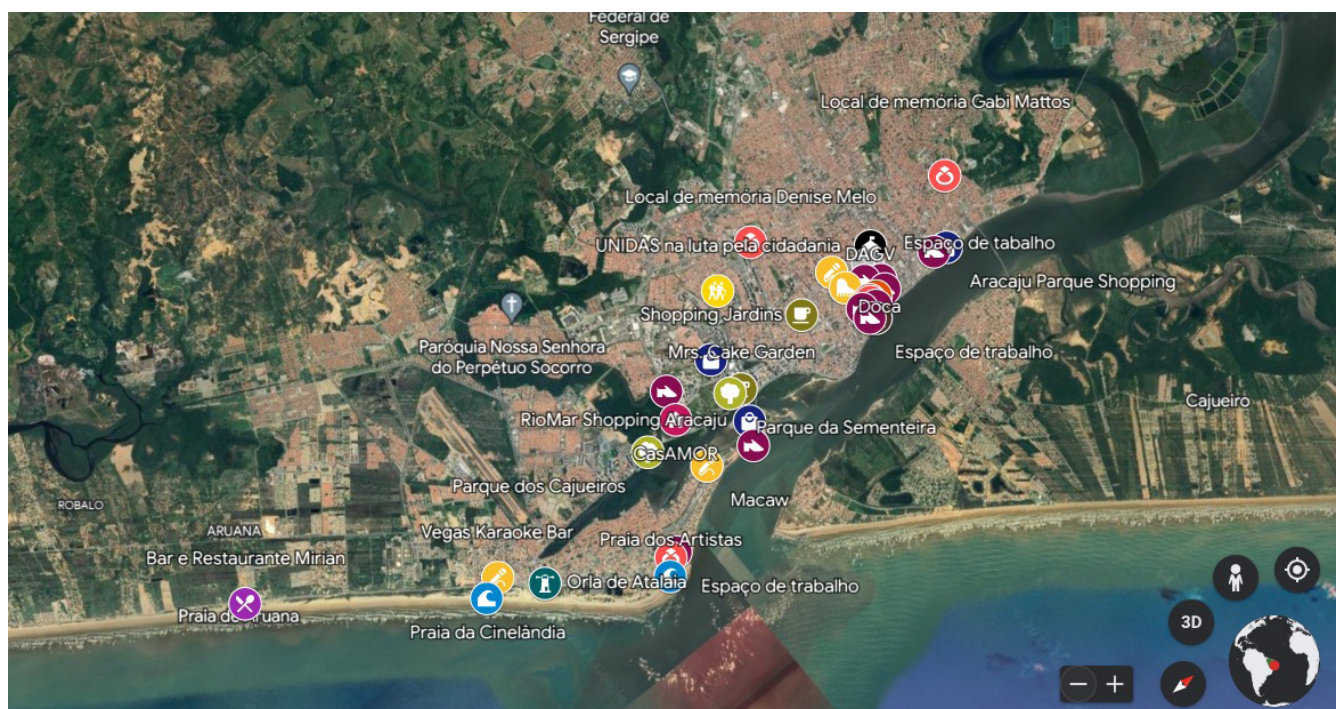 Federal de
Sergipe
Local de memória Gabi Mattos
Local de memória Denise Melo
UNIDAS na luta pela cidadania
DAGV
Espaço de tabalho
Aracaju Parque Shopping
Shopping Jardins
Doca
Paróquia Nossa Senhora
do Perpétuo Socorro
Mrs. Cake Garden
Espaço de trabalho
Cajueiro
RioMar Shopping Aracaju
Parque da Sementeira
CasAMOR
Parque dos Cajueiros
Macaw
ROBALO
ARUANA
Vegas Karaoke Bar
Praia dos Artistas
Bar e Restaurante Mirian
Orla de Atalaia
Espaço de trabalho
Praia de Aruana
Praia da Cinelândia
3D